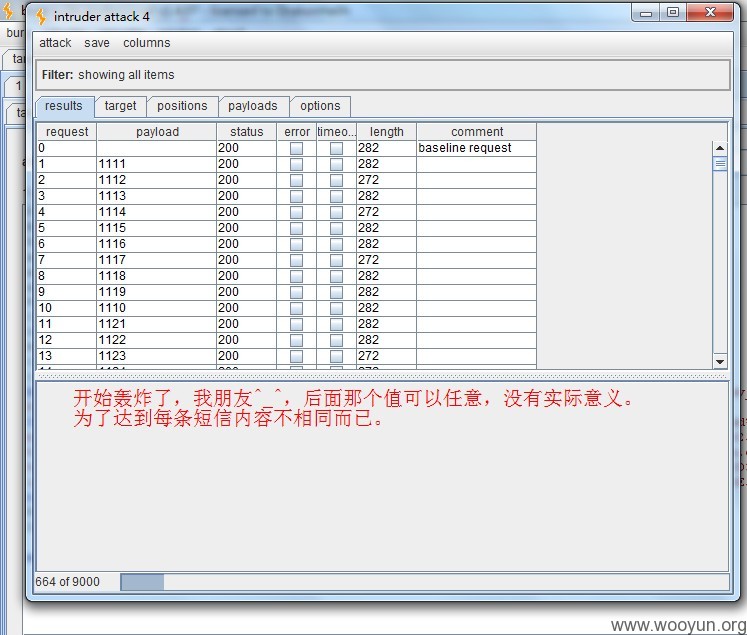 intruder attack 4
attack save columns
Filter: showing all items
results target positions payloads options
request payload status error timeo... length comment
0 200 282 baseline request
1 1111 200 282
2 1112 200 272
3 1113 200 282
4 1114 200 272
5 1115 200 282
6 1116 200 282
7 1117 200 272
8 1118 200 282
9 1119 200 282
10 1110 200 282
11 1121 200 282
12 1122 200 282
13 1123 200 272
开始轰炸了，我朋友^_^，后面那个值可以任意，没有实际意义。
为了达到每条短信内容不相同而已。
664 of 9000
www.wooyun.org